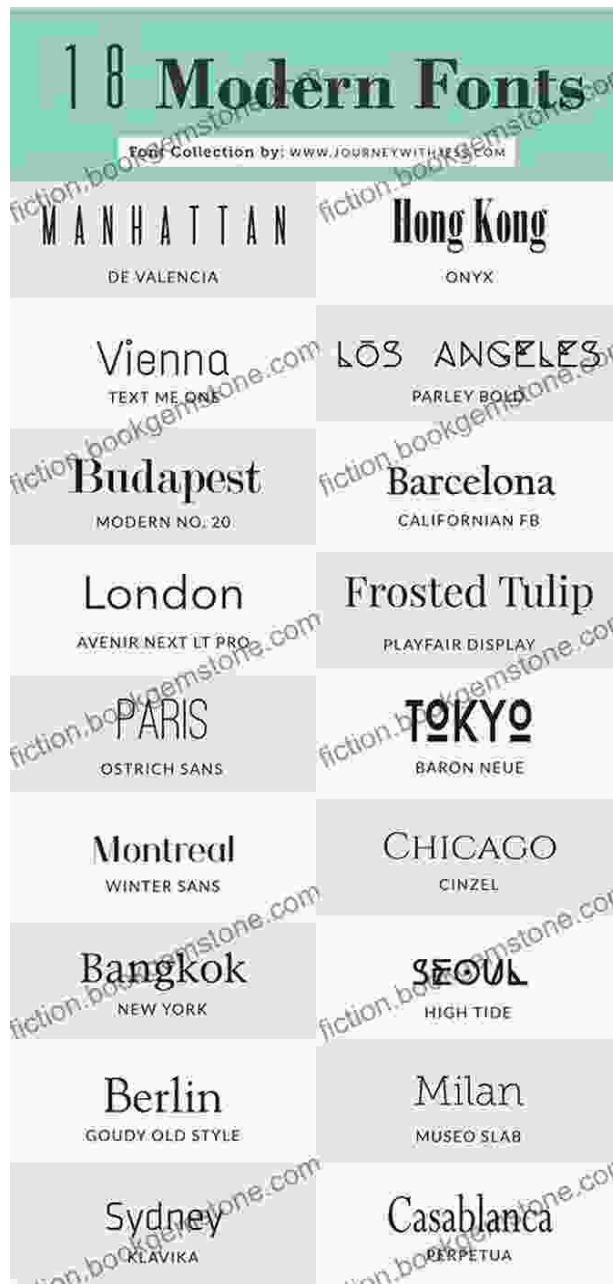 18 Modern Fonts
Font Collection by: WWW.JOURNEYWITHJESS.COM
MANHATTAN
DE VALENCIA
Hong Kong
ONYX
Vienna
TEXT ME ONE
LOS ANGELES
PARLEY BOLD
Budapest
MODERN NO. 20
Barcelona
CALIFORNIAN FB
London
AVENIR NEXT LT PRO
Frosted Tulip
PLAYFAIR DISPLAY
PARIS
OSTRICH SANS
TOKYO
BARON NEUE
Montreal
WINTER SANS
CHICAGO
CINZEL
Bangkok
NEW YORK
SEOUL
HIGH TIDE
Berlin
GOUDY OLD STYLE
Milan
MUSEO SLAB
Sydney
KLAVIKA
Casablanca
PERPETUA
fiction.bookgemstone.com